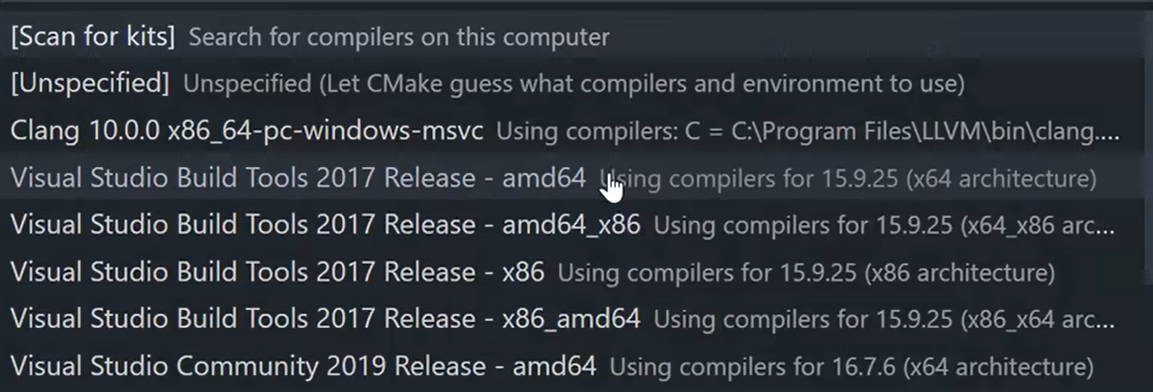 [Scan for kits] Search for compilers on this computer
[Unspecified] Unspecified (Let CMake guess what compilers and environment to use)
Clang 10.0.0 x86_64-pc-windows-msvc Using compilers: C = C:\Program Files\LLVM\bin\clang....
Visual Studio Build Tools 2017 Release - amd64 Using compilers for 15.9.25 (x64 architecture)
Visual Studio Build Tools 2017 Release - amd64_x86 Using compilers for 15.9.25 (x64_x86 arc...
Visual Studio Build Tools 2017 Release - x86 Using compilers for 15.9.25 (x86 architecture)
Visual Studio Build Tools 2017 Release - x86_amd64 Using compilers for 15.9.25 (x86_x64 arc...
Visual Studio Community 2019 Release - amd64 Using compilers for 16.7.6 (x64 architecture)